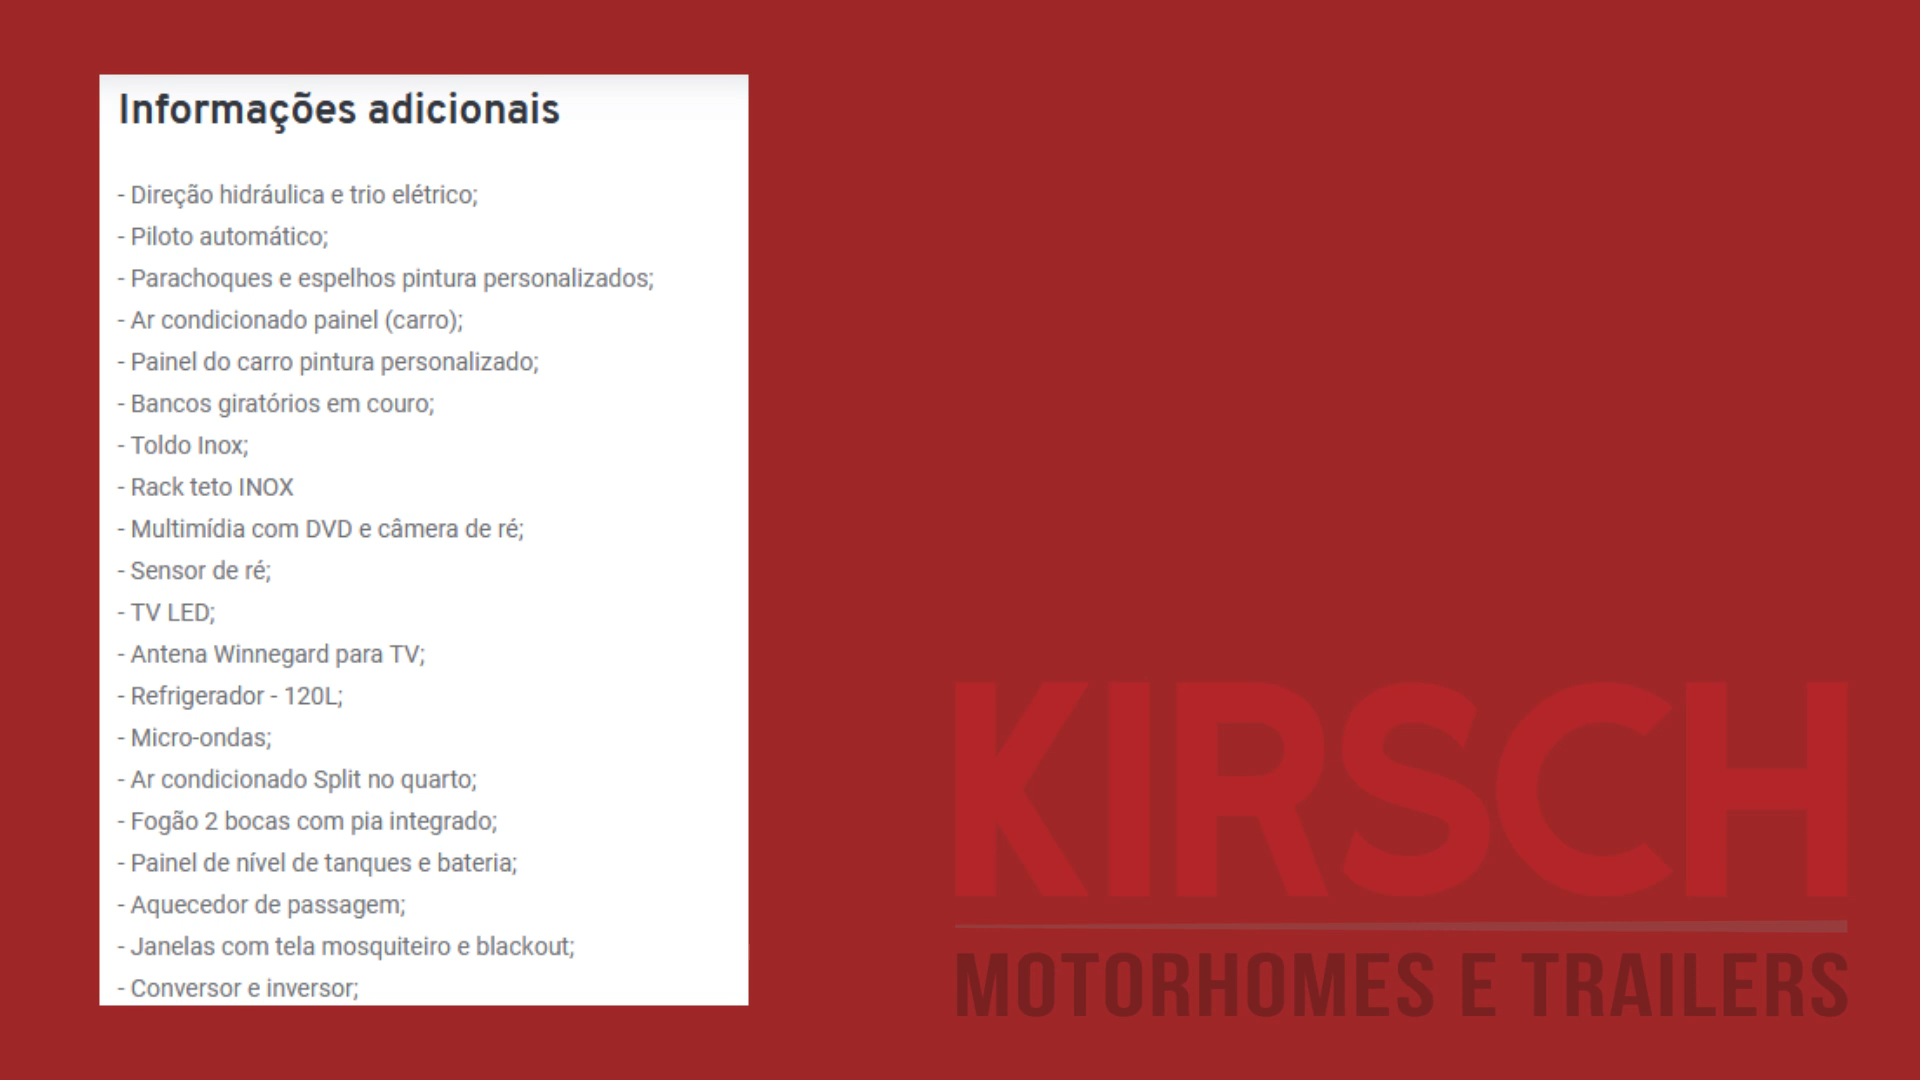 Informações adicionais
- Direção hidráulica e trio elétrico;
- Piloto automático;
- Parachoques e espelhos pintura personalizados;
- Ar condicionado painel (carro);
- Painel do carro pintura personalizado;
- Bancos giratórios em couro;
- Toldo Inox;
- Rack teto INOX
- Multimídia com DVD e câmera de ré;
- Sensor de ré;
- TV LED;
- Antena Winnegard para TV;
- Refrigerador - 120L;
- Micro-ondas;
- Ar condicionado Split no quarto;
- Fogão 2 bocas com pia integrado;
- Painel de nível de tanques e bateria;
- Aquecedor de passagem;
- Janelas com tela mosquiteiro e blackout;
- Conversor e inversor;
KIRSCH
MOTORHOMES E TRAILERS